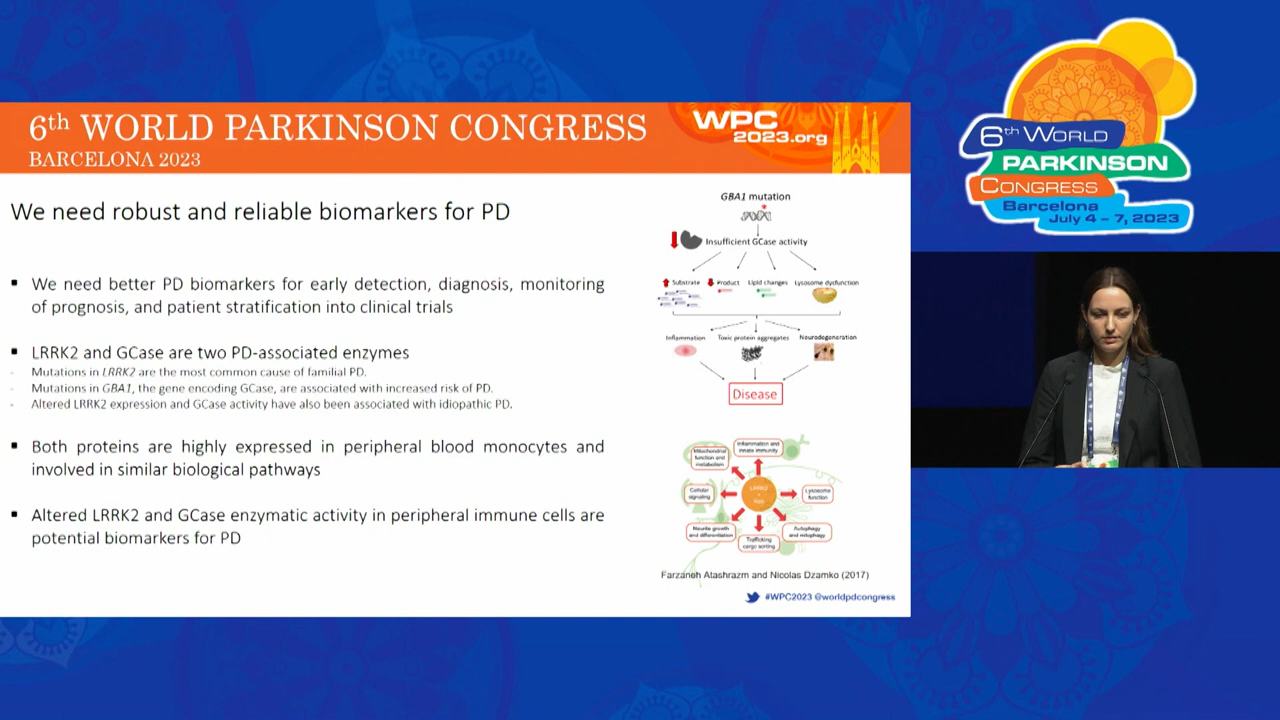 6th WORLD PARKINSON CONGRESS
BARCELONA 2023
WPC
2023.org
We need robust and reliable biomarkers for PD
▪ We need better PD biomarkers for early detection, diagnosis, monitoring
of prognosis, and patient stratification into clinical trials
▪ LRRK2 and GCase are two PD-associated enzymes
- Mutations in LRRK2 are the most common cause of familial PD.
- Mutations in GBA1, the gene encoding GCase, are associated with increased risk of PD.
- Altered LRRK2 expression and GCase activity have also been associated with idiopathic PD.
▪ Both proteins are highly expressed in peripheral blood monocytes and
involved in similar biological pathways
▪ Altered LRRK2 and GCase enzymatic activity in peripheral immune cells are
potential biomarkers for PD
GBA1 mutation
Insufficient GCase activity
Substrate Product Lipid changes Lysosome dysfunction
Inflammation Toxic protein aggregates Neurodegeneration
Disease
Inflammation and
innate immunity
Mitochondrial
function and
metabolism
Cellular
signaling
LRRK2
Lysosome
function
Neurite growth
and differentiation
Autophagy
and mitophagy
Trafficking
cargo sorting
Farzaneh Atashrazm and Nicolas Dzamko (2017)
#WPC2023 @worldpdcongress
6th WORLD
PARKINSON
CONGRESS
Barcelona
July 4 – 7, 2023